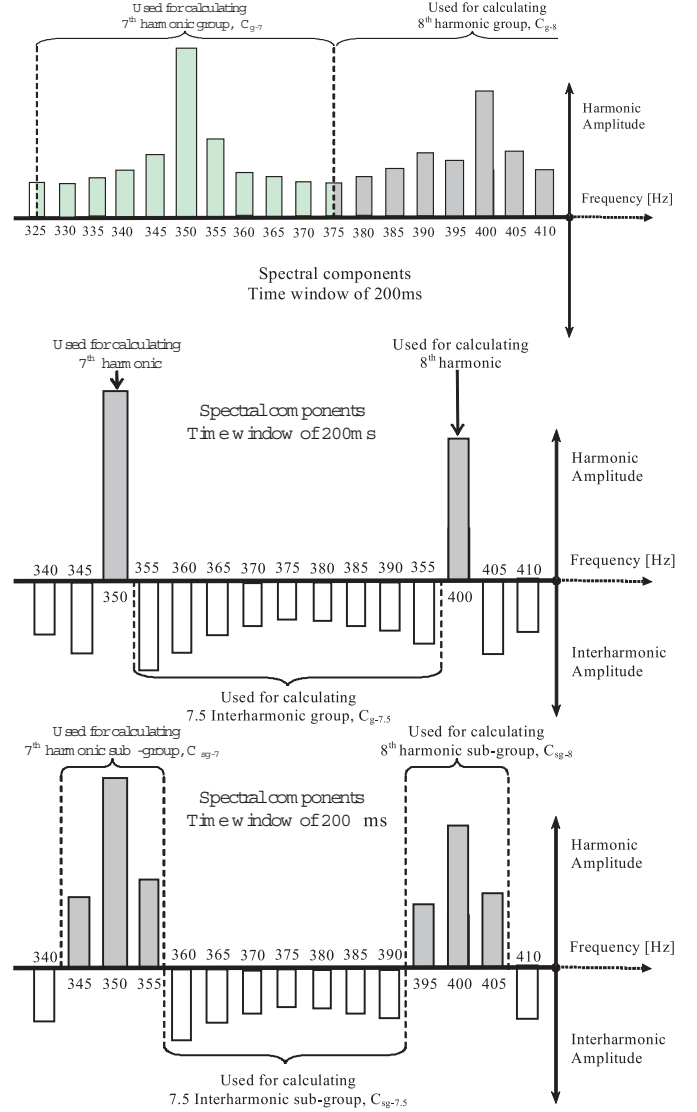 Used for calculating
7th harmonic group, Cg-7
Used for calculating
8th harmonic group, Cg-8
Harmonic
Amplitude
Frequency [Hz]
325 330 335 340 345 350 355 360 365 370 375 380 385 390 395 400 405 410
Spectral components
Time window of 200ms
Used for calculating
7th harmonic
Used for calculating
8th harmonic
Spectral components
Time window of 200ms
Harmonic
Amplitude
340 345 355 360 365 370 375 380 385 390 355 405 410
Frequency [Hz]
350 400
Interharmonic
Amplitude
Used for calculating
7.5 Interharmonic group, Cg-7.5
Used for calculating
7th harmonic sub -group, C sg-7
Used for calculating
8th harmonic sub-group, Csg-8
Spectral components
Time window of 200 ms
Harmonic
Amplitude
340 360 365 370 375 380 385 390 410
Frequency [Hz]
345 350 355 395 400 405
Interharmonic
Amplitude
Used for calculating
7.5 Interharmonic sub-group, Csg-7.5